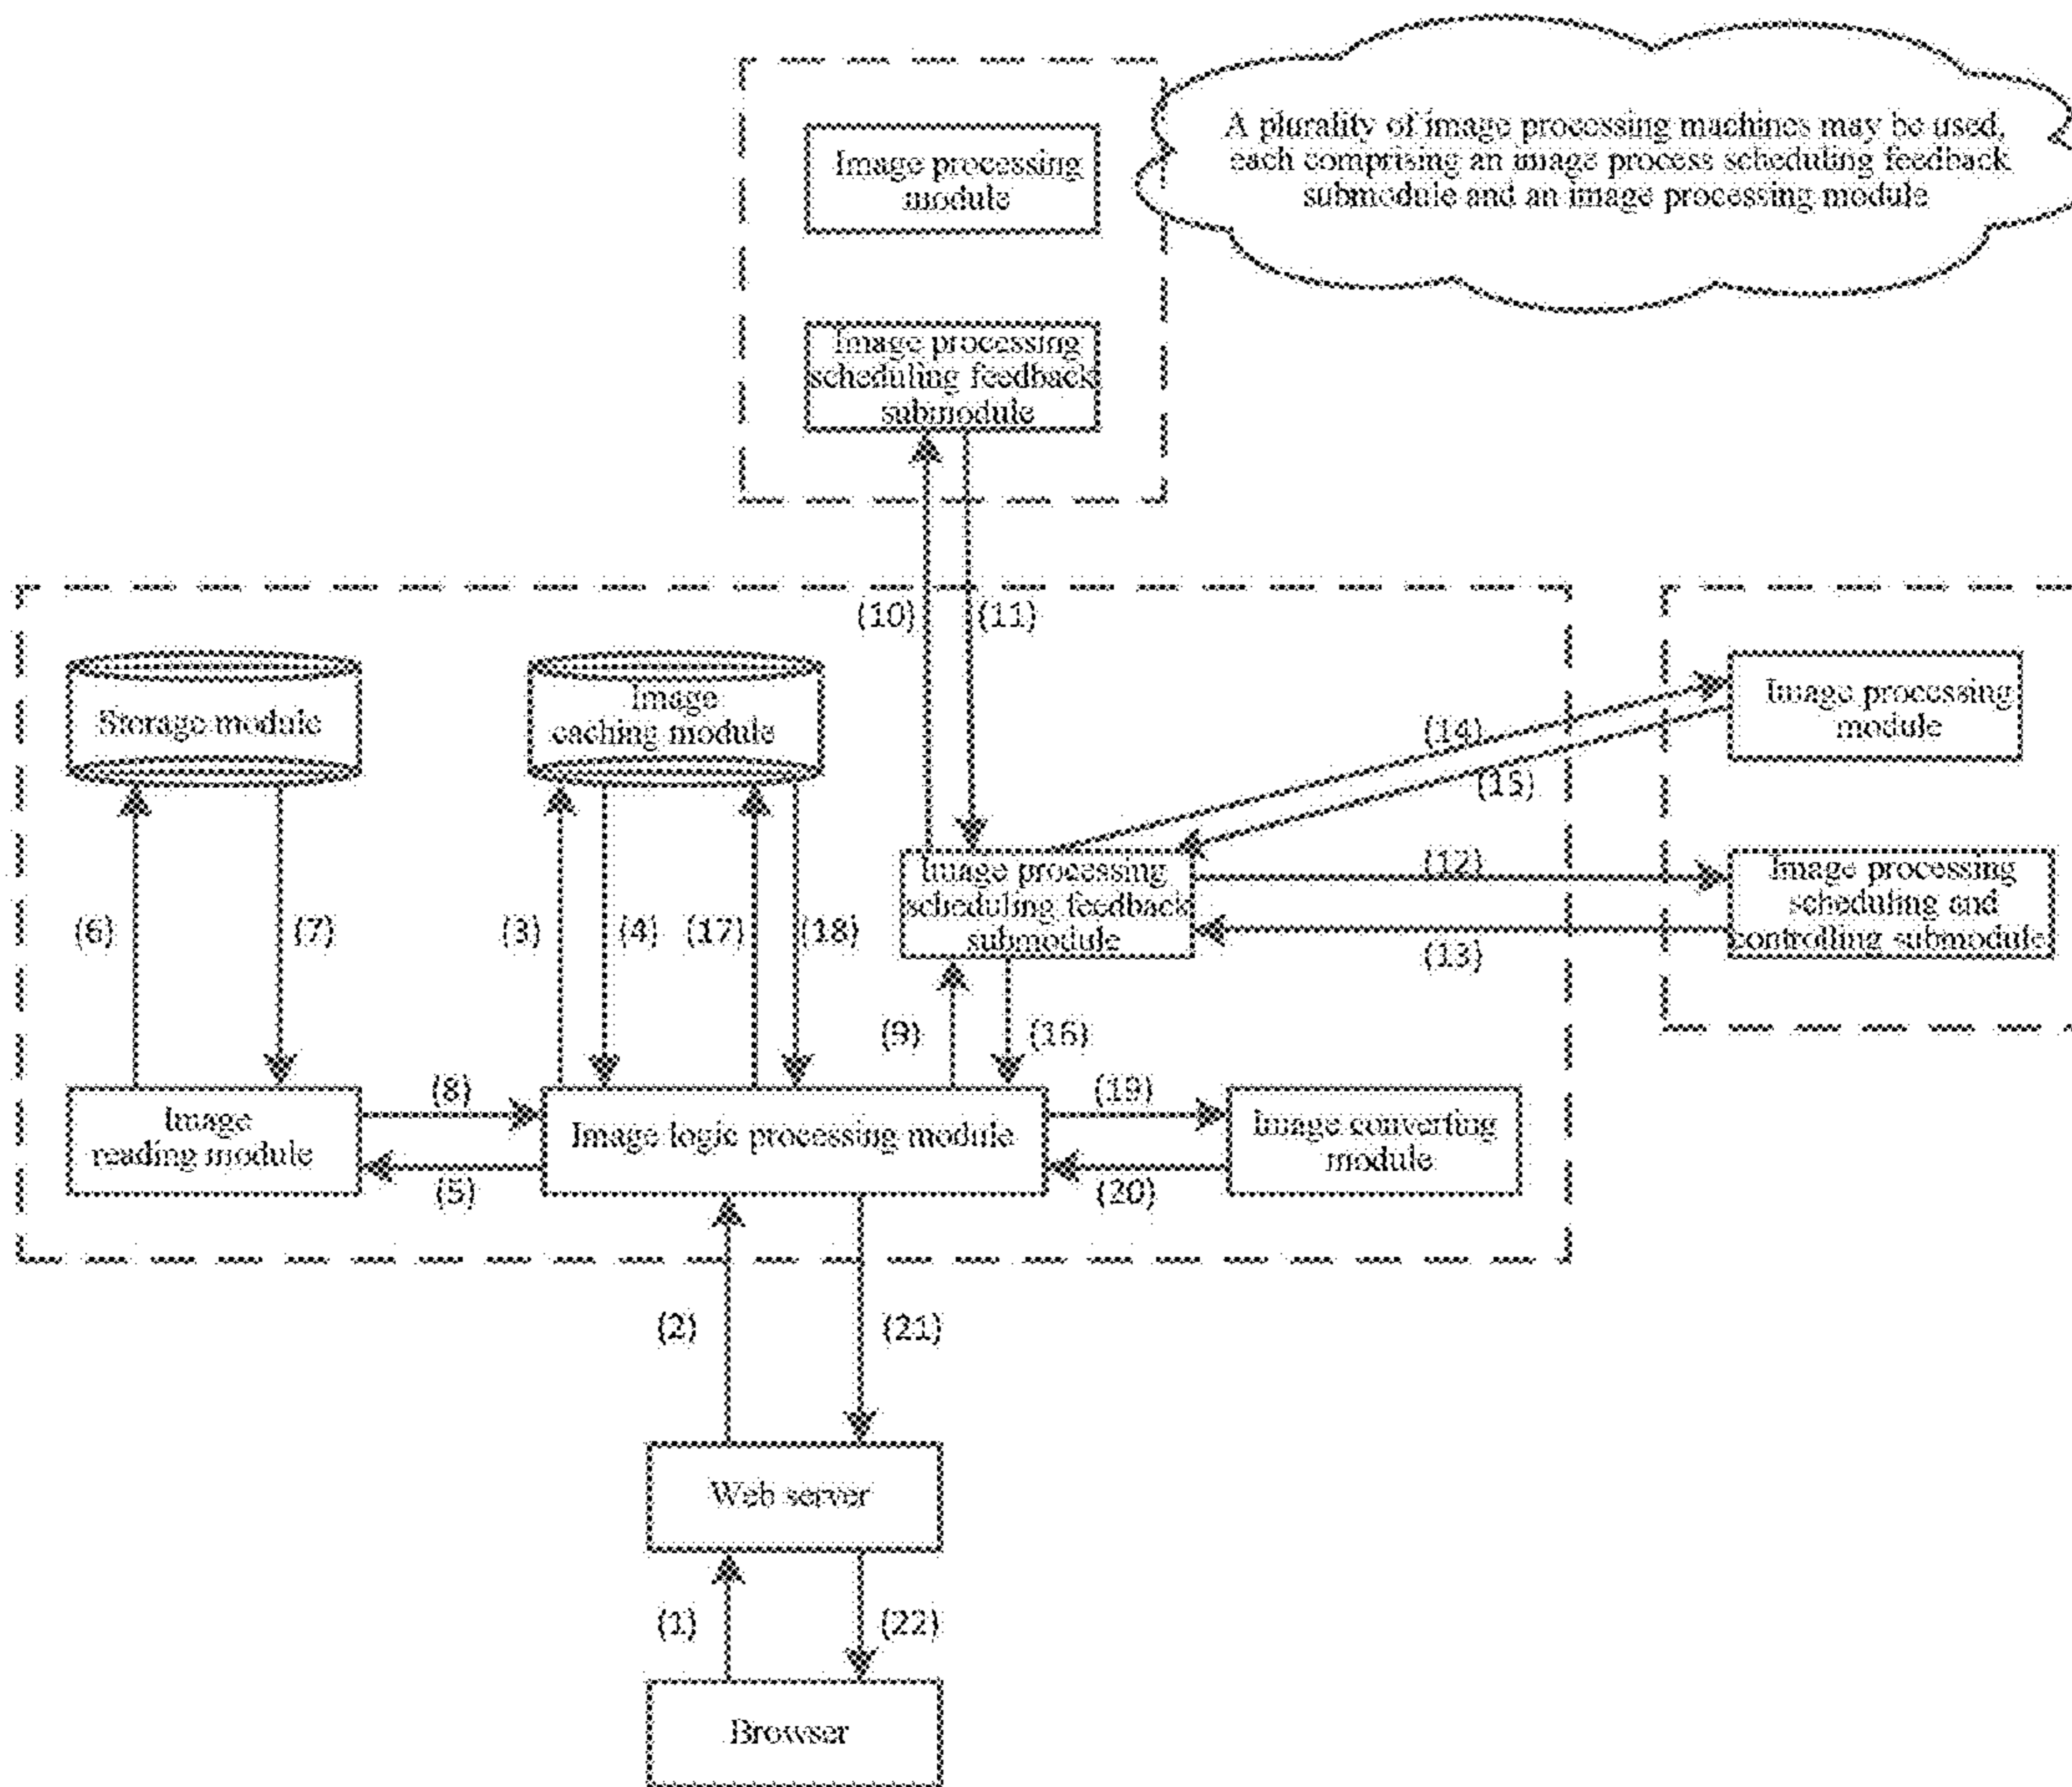 A plurality of image processing machines may be used,
each comprising an image process scheduling feedback
submodule and an image processing module
Image processing
module
Image processing
scheduling feedback
submodule
(10)
(11)
Storage module
Image
caching module
Image processing
module
(14)
(15)
Image processing
scheduling feedback
submodule
(12)
(13)
Image processing
scheduling and
controlling submodule
(6)
(7)
(3)
(4)
(17)
(18)
(9)
(16)
Image
reading module
(8)
(5)
Image logic processing module
(19)
(20)
Image converting
module
(2)
(21)
Web server
(1)
(22)
Browser